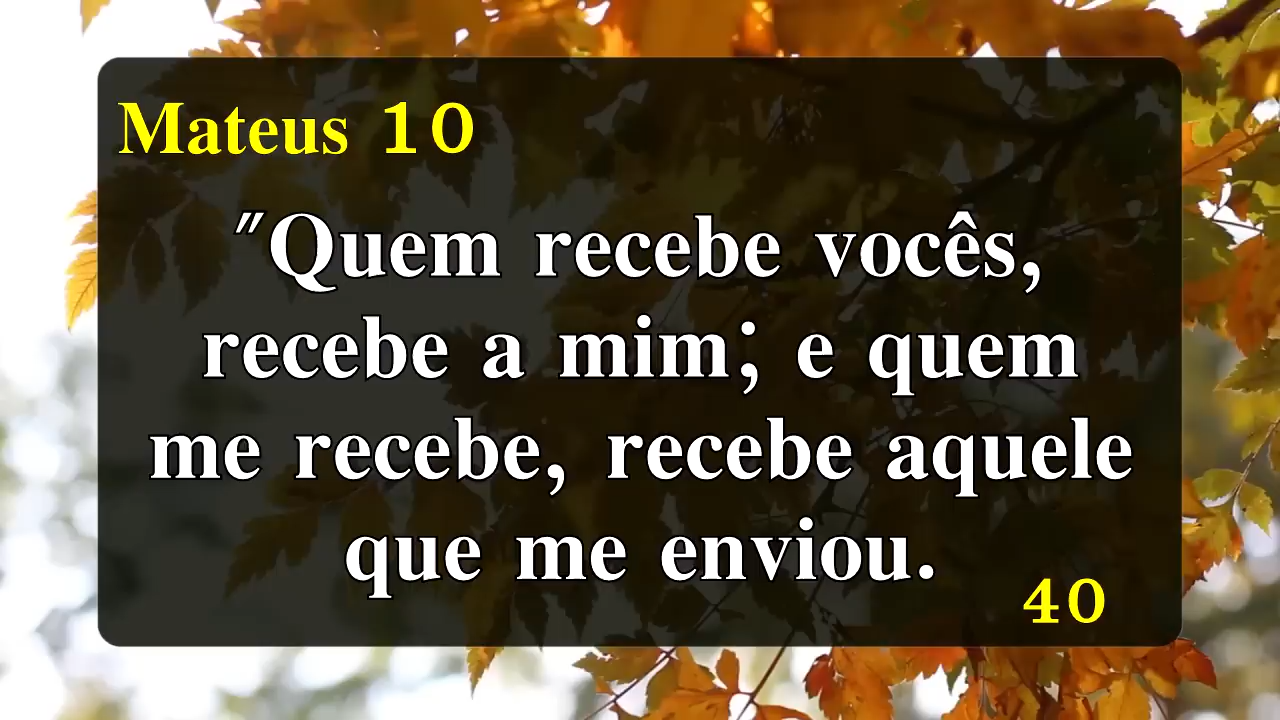 Mateus 10
"Quem recebe vocês,
recebe a mim; e quem
me recebe, recebe aquele
que me enviou.
40